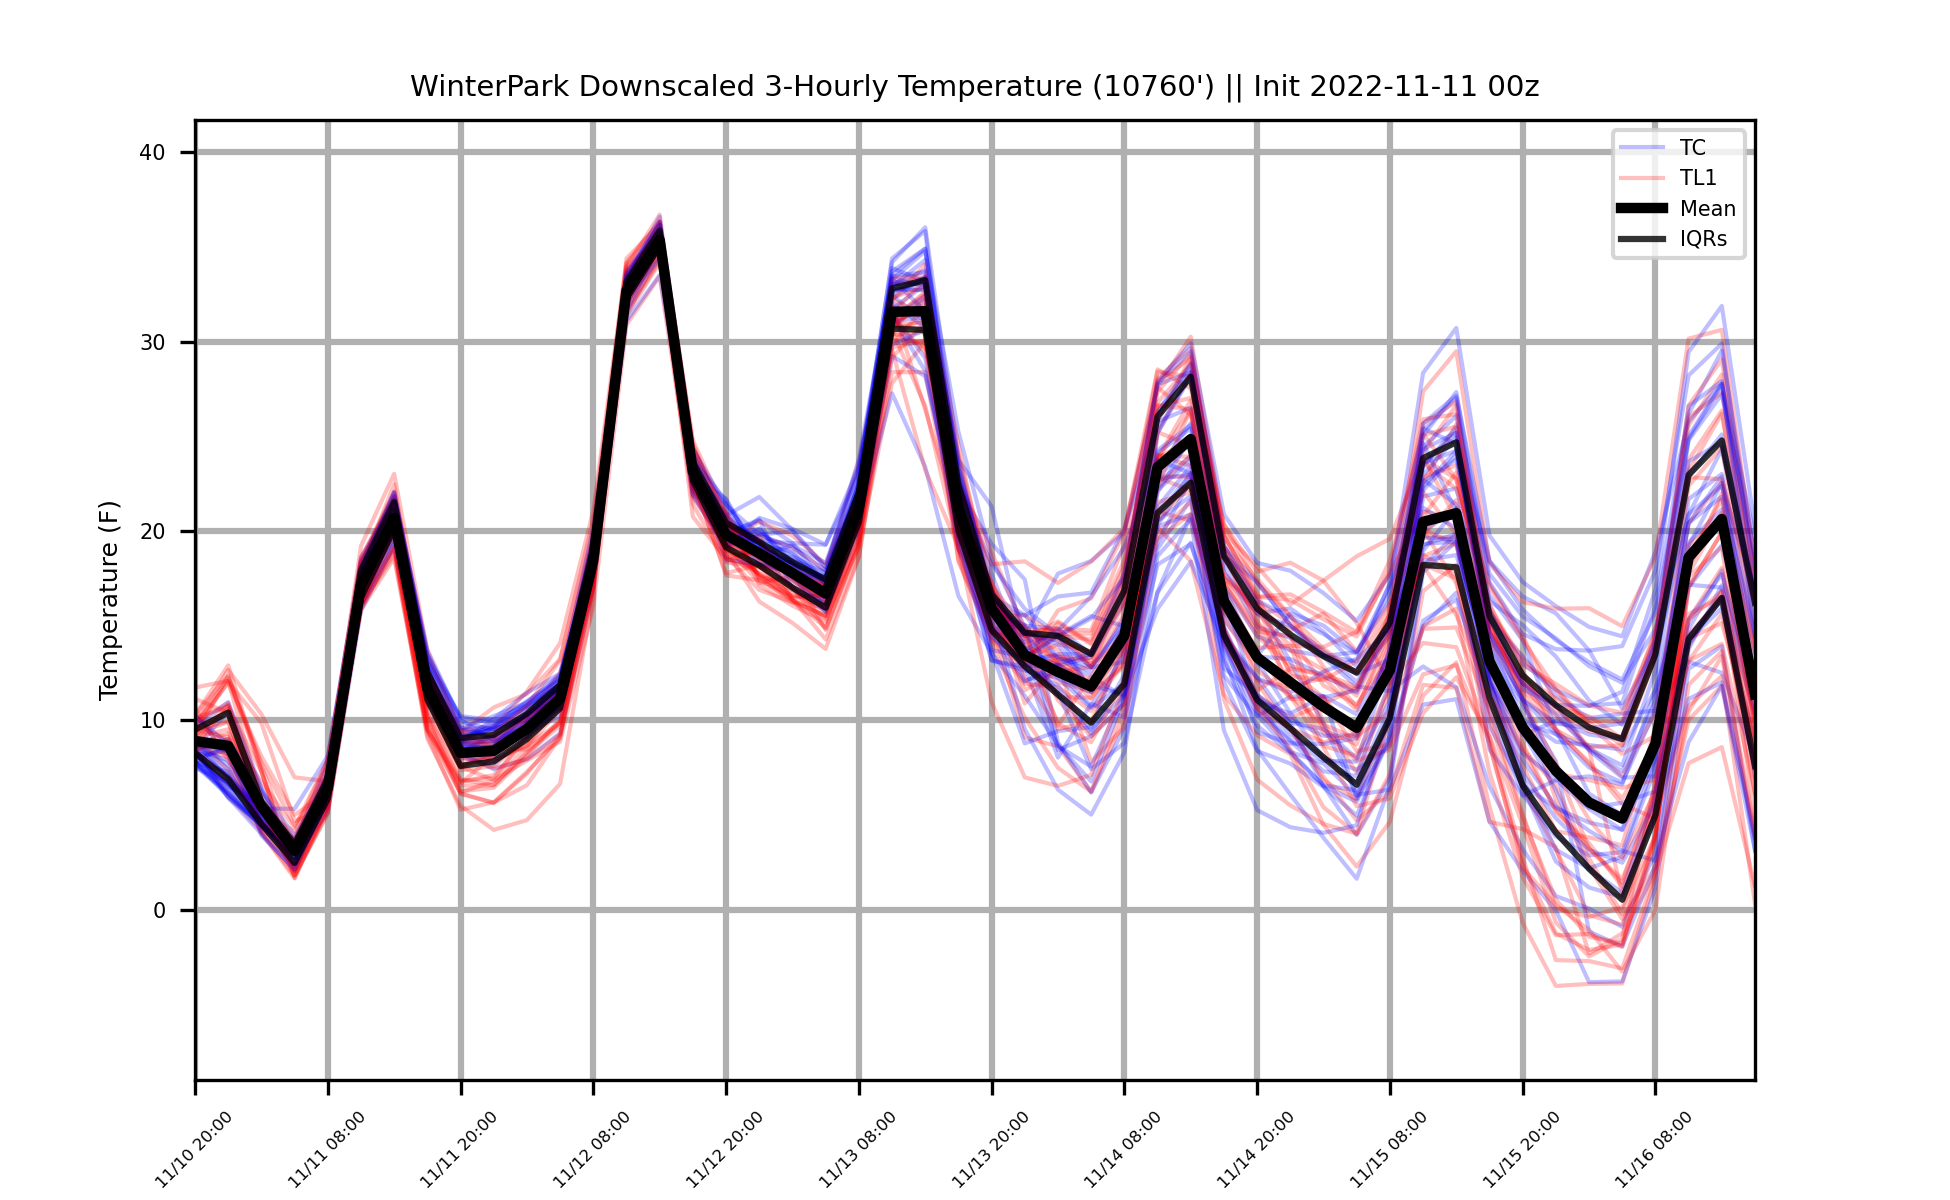 WinterPark Downscaled 3-Hourly Temperature (10760') || Init 2022-11-11 00z
TC
TL1
Mean
IQRs
40
30
20
10
0
Temperature (F)
11/10 20:00
11/11 08:00
11/11 20:00
11/12 08:00
11/12 20:00
11/13 08:00
11/13 20:00
11/14 08:00
11/14 20:00
11/15 08:00
11/15 20:00
11/16 08:00